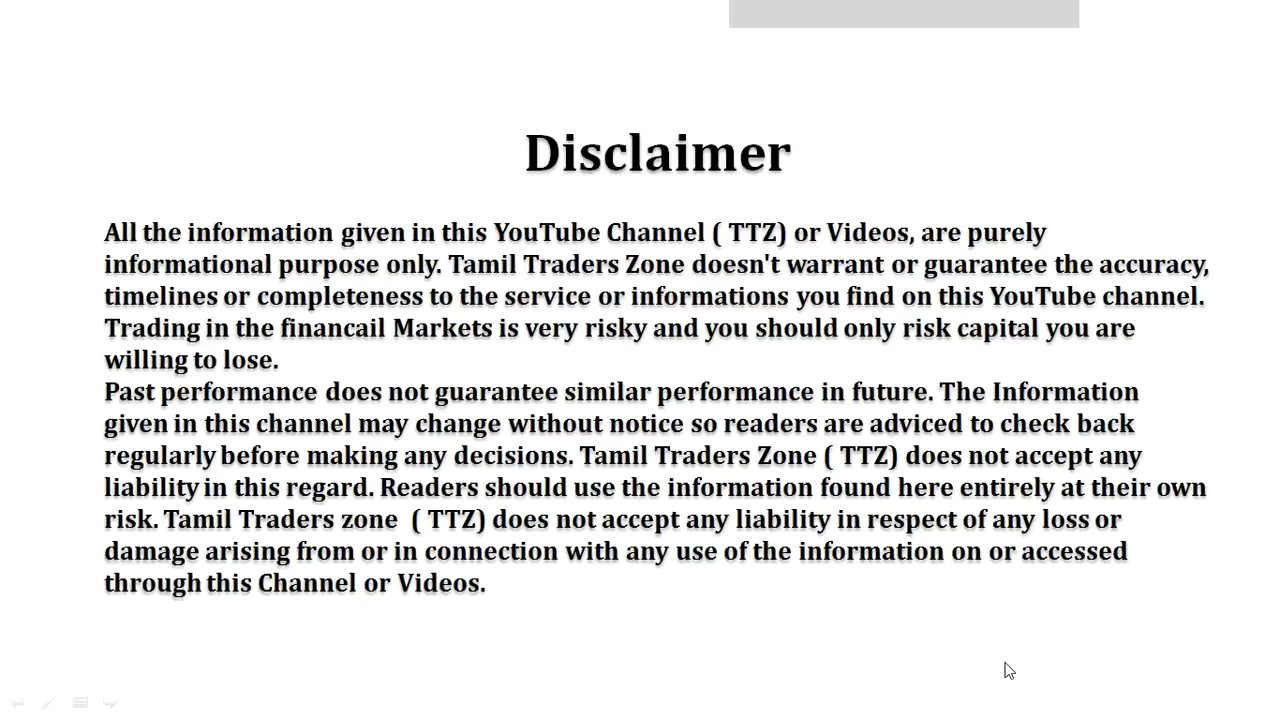 Disclaimer
All the information given in this YouTube Channel ( TTZ) or Videos, are purely
informational purpose only. Tamil Traders Zone doesn't warrant or guarantee the accuracy,
timelines or completeness to the service or informations you find on this YouTube channel.
Trading in the financail Markets is very risky and you should only risk capital you are
willing to lose.
Past performance does not guarantee similar performance in future. The Information
given in this channel may change without notice so readers are adviced to check back
regularly before making any decisions. Tamil Traders Zone ( TTZ) does not accept any
liability in this regard. Readers should use the information found here entirely at their own
risk. Tamil Traders zone  ( TTZ) does not accept any liability in respect of any loss or
damage arising from or in connection with any use of the information on or accessed
through this Channel or Videos.